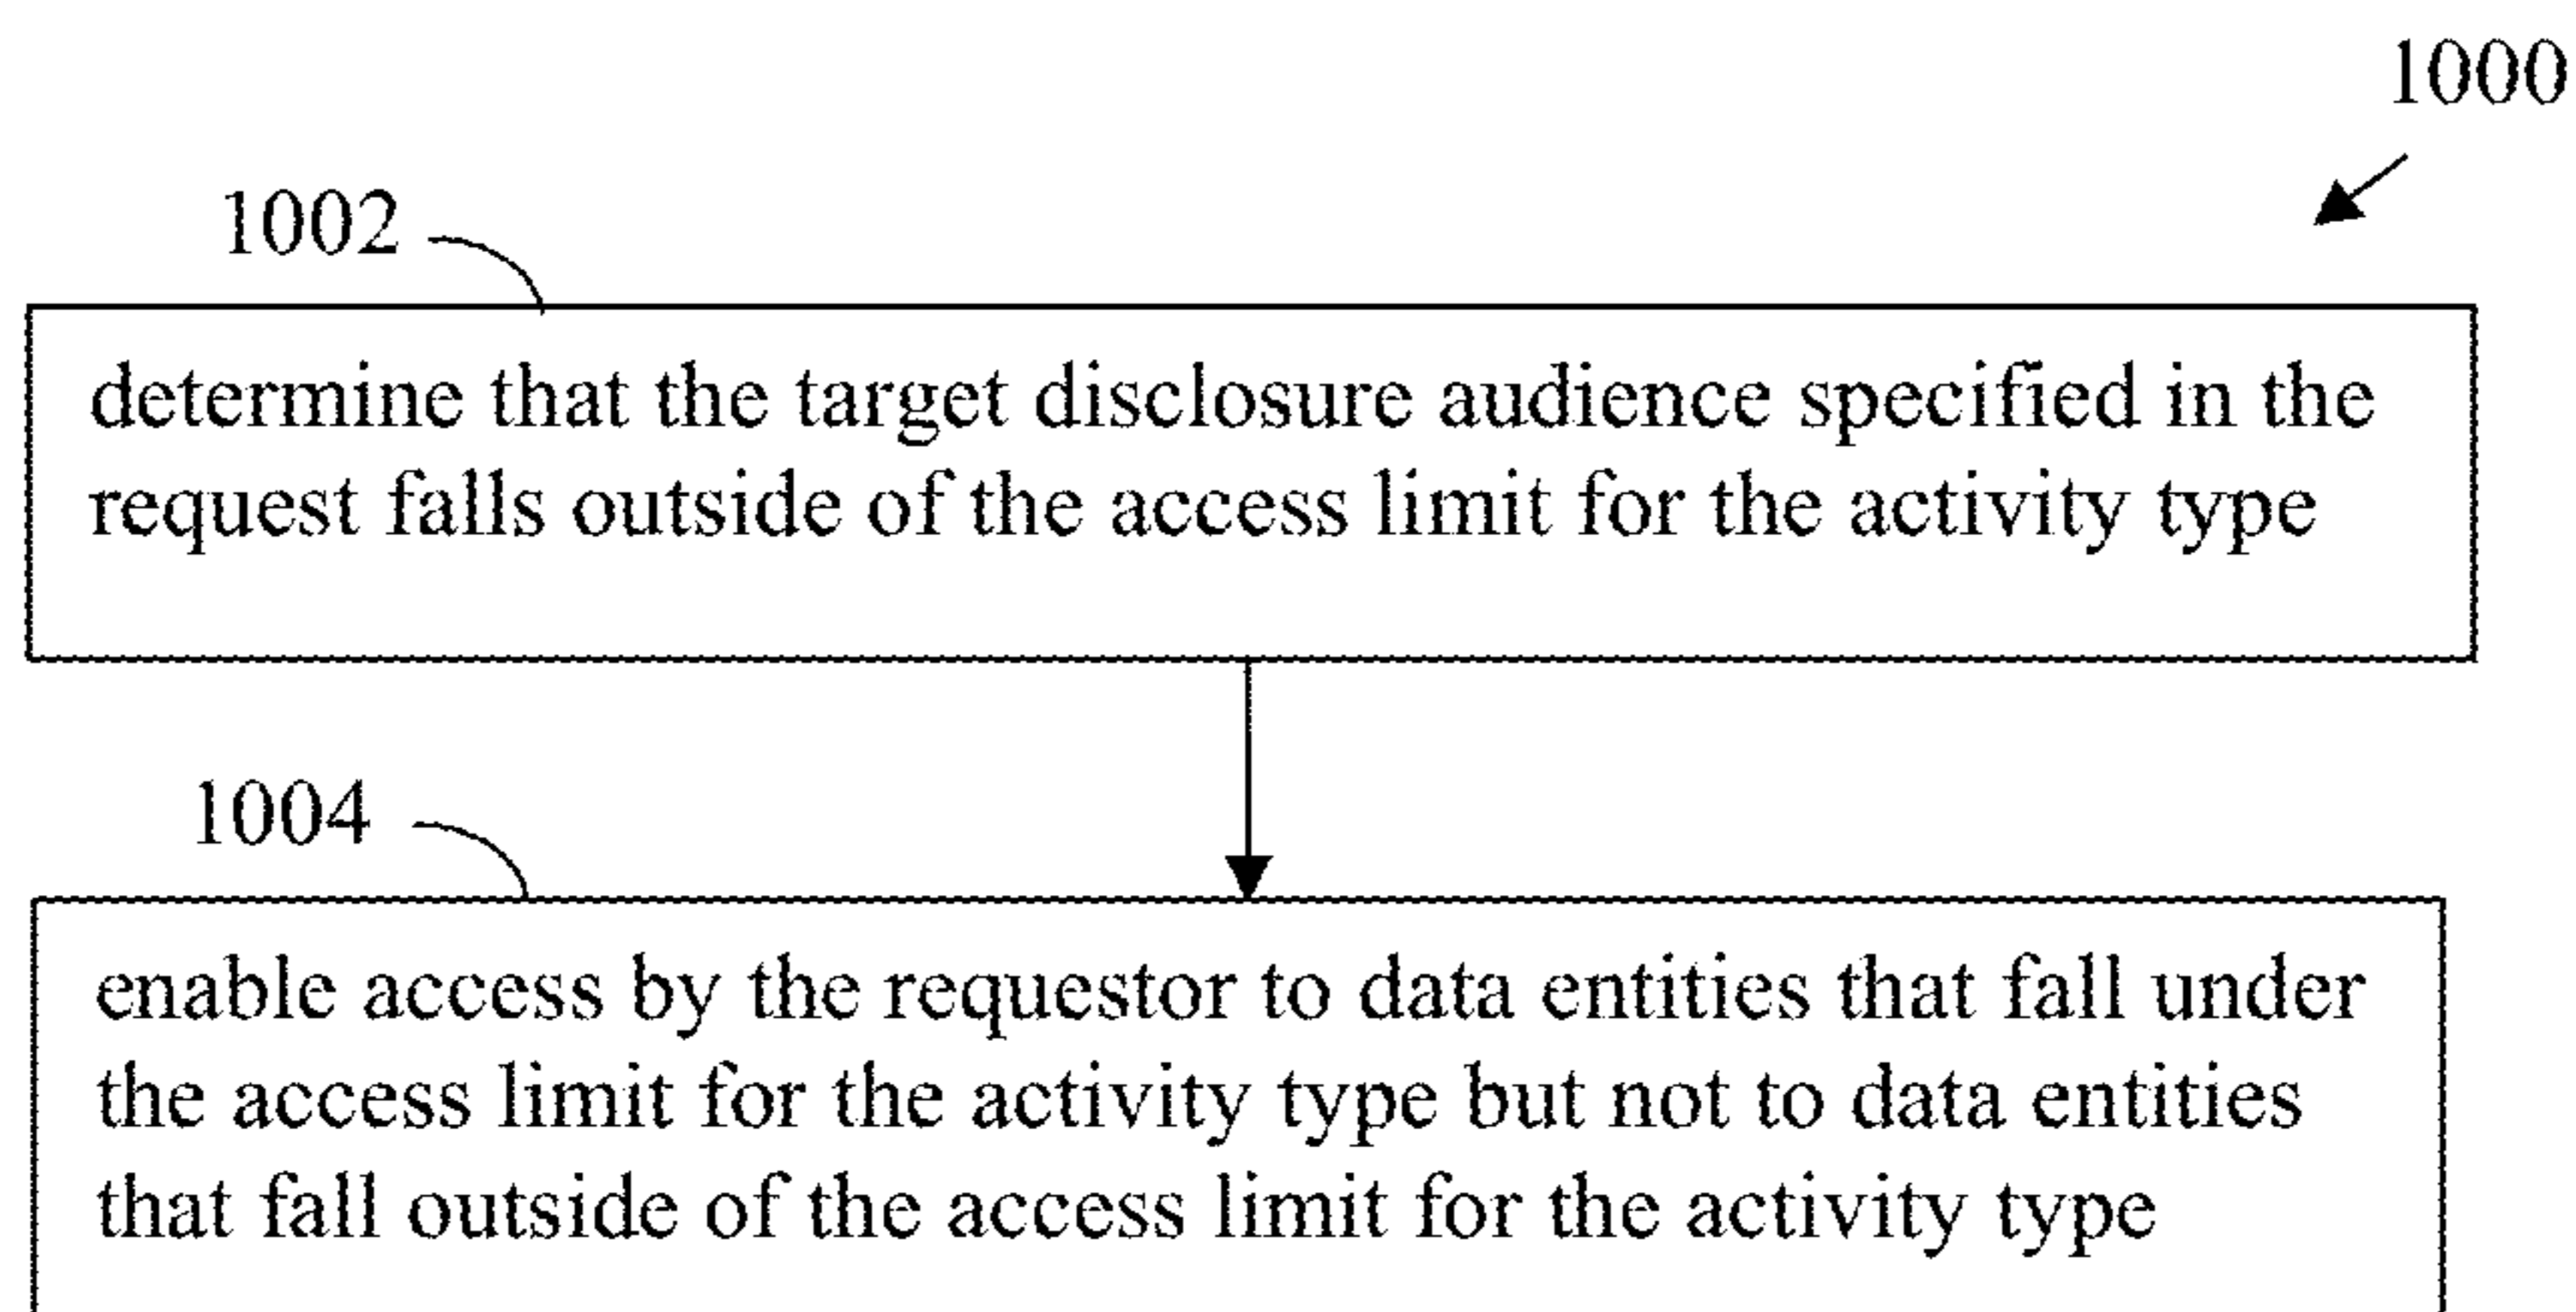 1000
1002
determine that the target disclosure audience specified in the
request falls outside of the access limit for the activity type
1004
enable access by the requestor to data entities that fall under
the access limit for the activity type but not to data entities
that fall outside of the access limit for the activity type